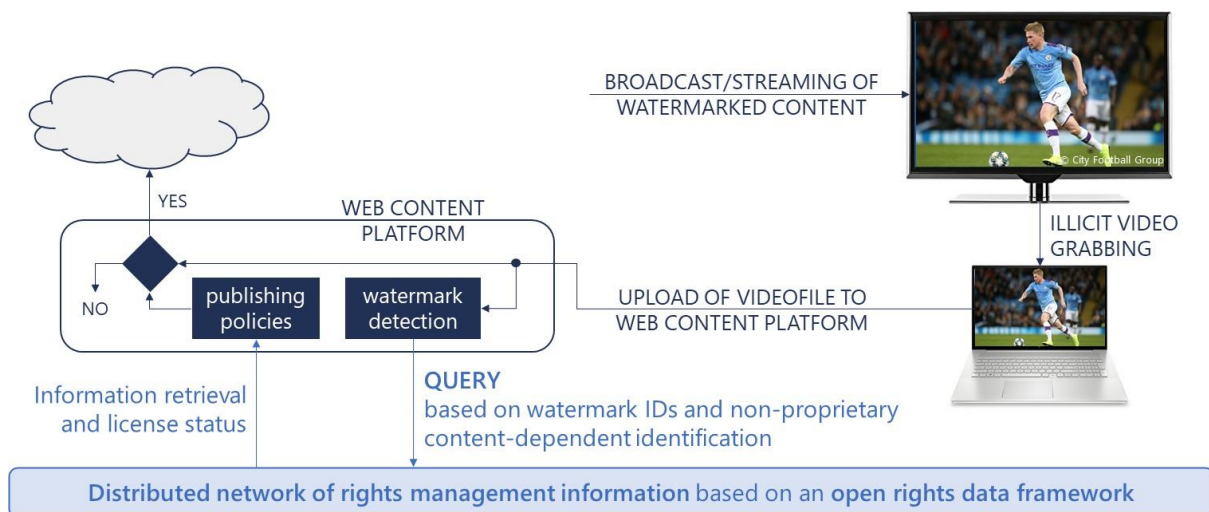 BROADCAST/STREAMING OF
WATERMARKED CONTENT
17
© City Football Group
YES
WEB CONTENT
PLATFORM
ILLICIT VIDEO
GRABBING
NO
publishing
policies
watermark
detection
UPLOAD OF VIDEOFILE TO
WEB CONTENT PLATFORM
Information retrieval
and license status
QUERY
based on watermark IDs and non-proprietary
content-dependent identification
Distributed network of rights management information based on an open rights data framework